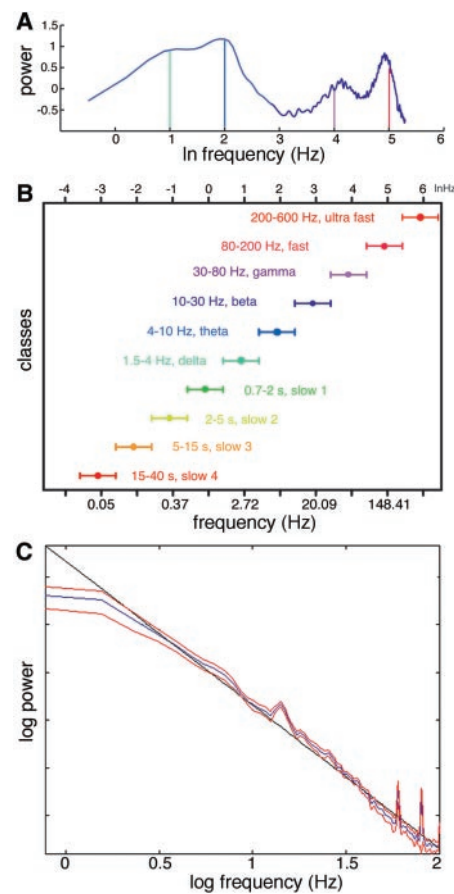 A
power
1.5
1
0.5
0
-0.5
0 1 2 3 4 5 6
ln frequency (Hz)
B
-4 -3 -2 -1 0 1 2 3 4 5 6 lnHz
classes
200-600 Hz, ultra fast
80-200 Hz, fast
30-80 Hz, gamma
10-30 Hz, beta
4-10 Hz, theta
1.5-4 Hz, delta
0.7-2 s, slow 1
2-5 s, slow 2
5-15 s, slow 3
15-40 s, slow 4
0.05 0.37 2.72 20.09 148.41
frequency (Hz)
C
log power
0 0.5 1 1.5 2
log frequency (Hz)